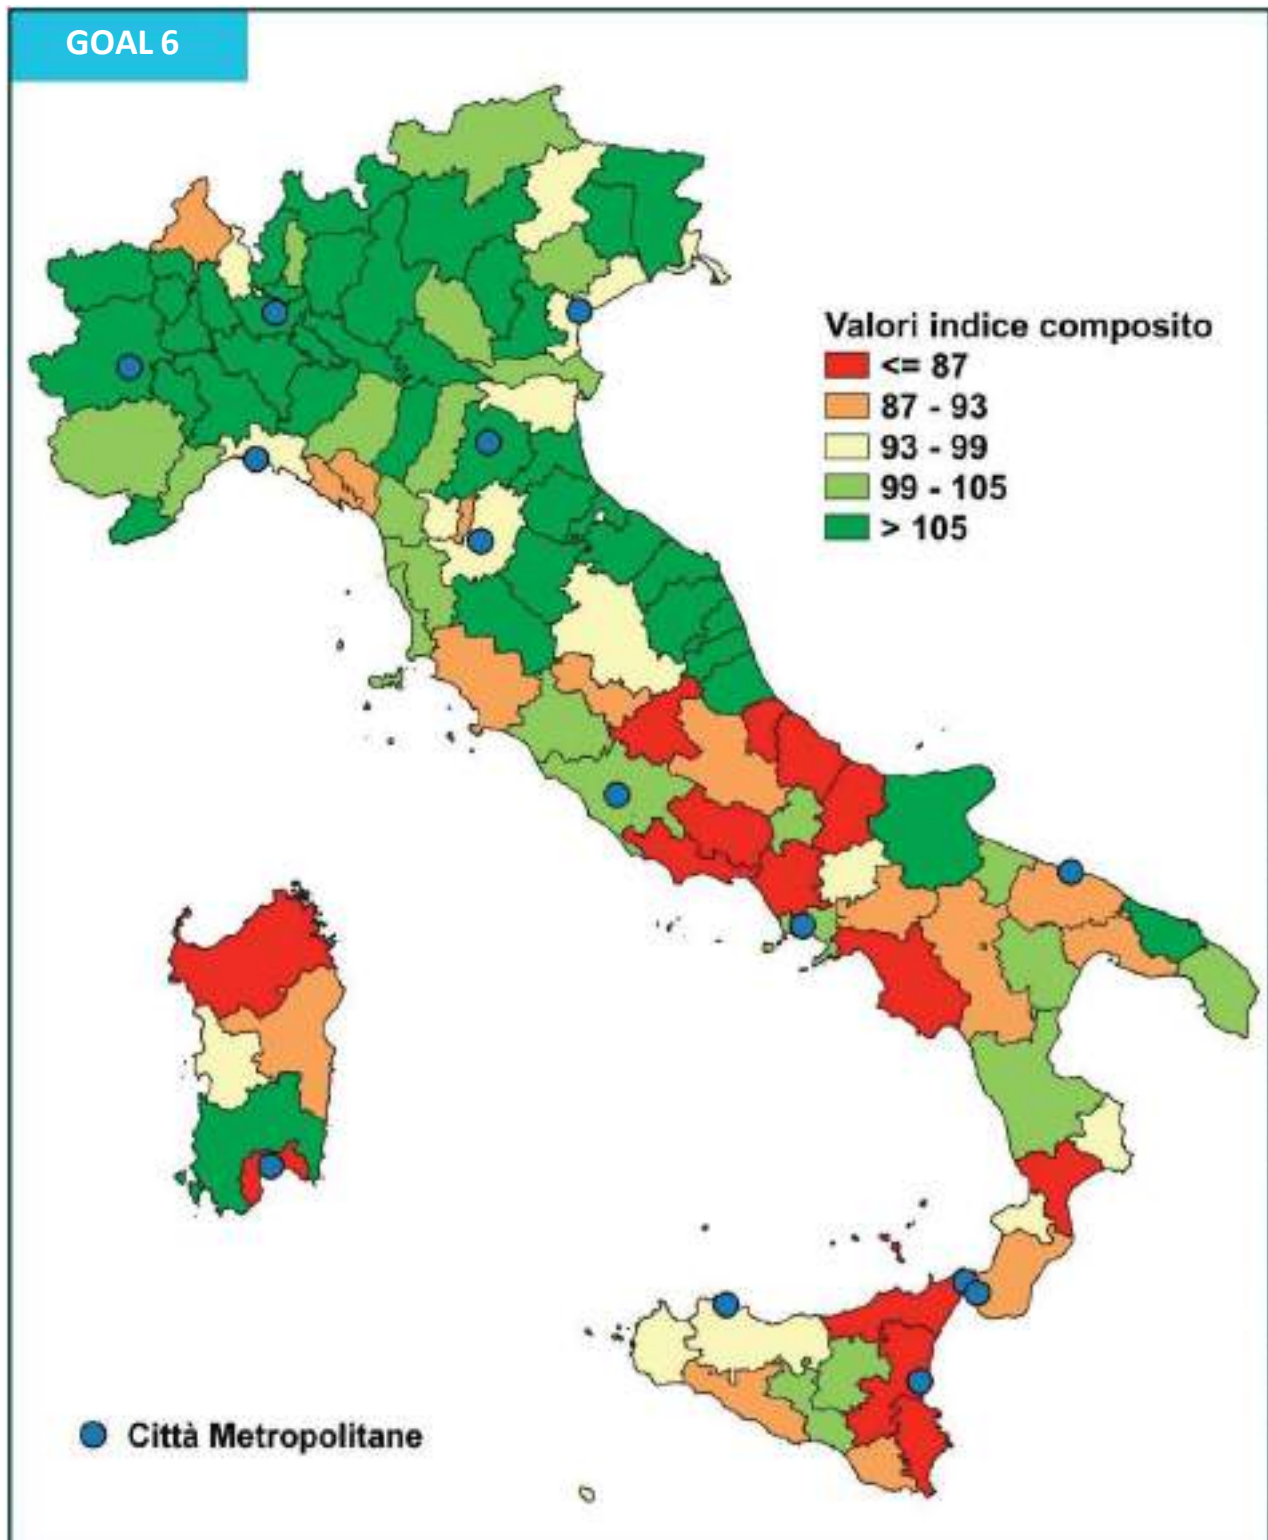 GOAL 6
Valori indice composito
<= 87
87 - 93
93 - 99
99 - 105
> 105
Città Metropolitane